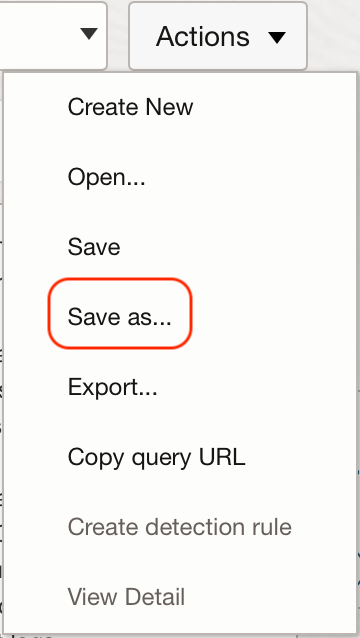 Actions
Create New
Open...
Save
Save as...
Export...
Copy query URL
Create detection rule
View Detail